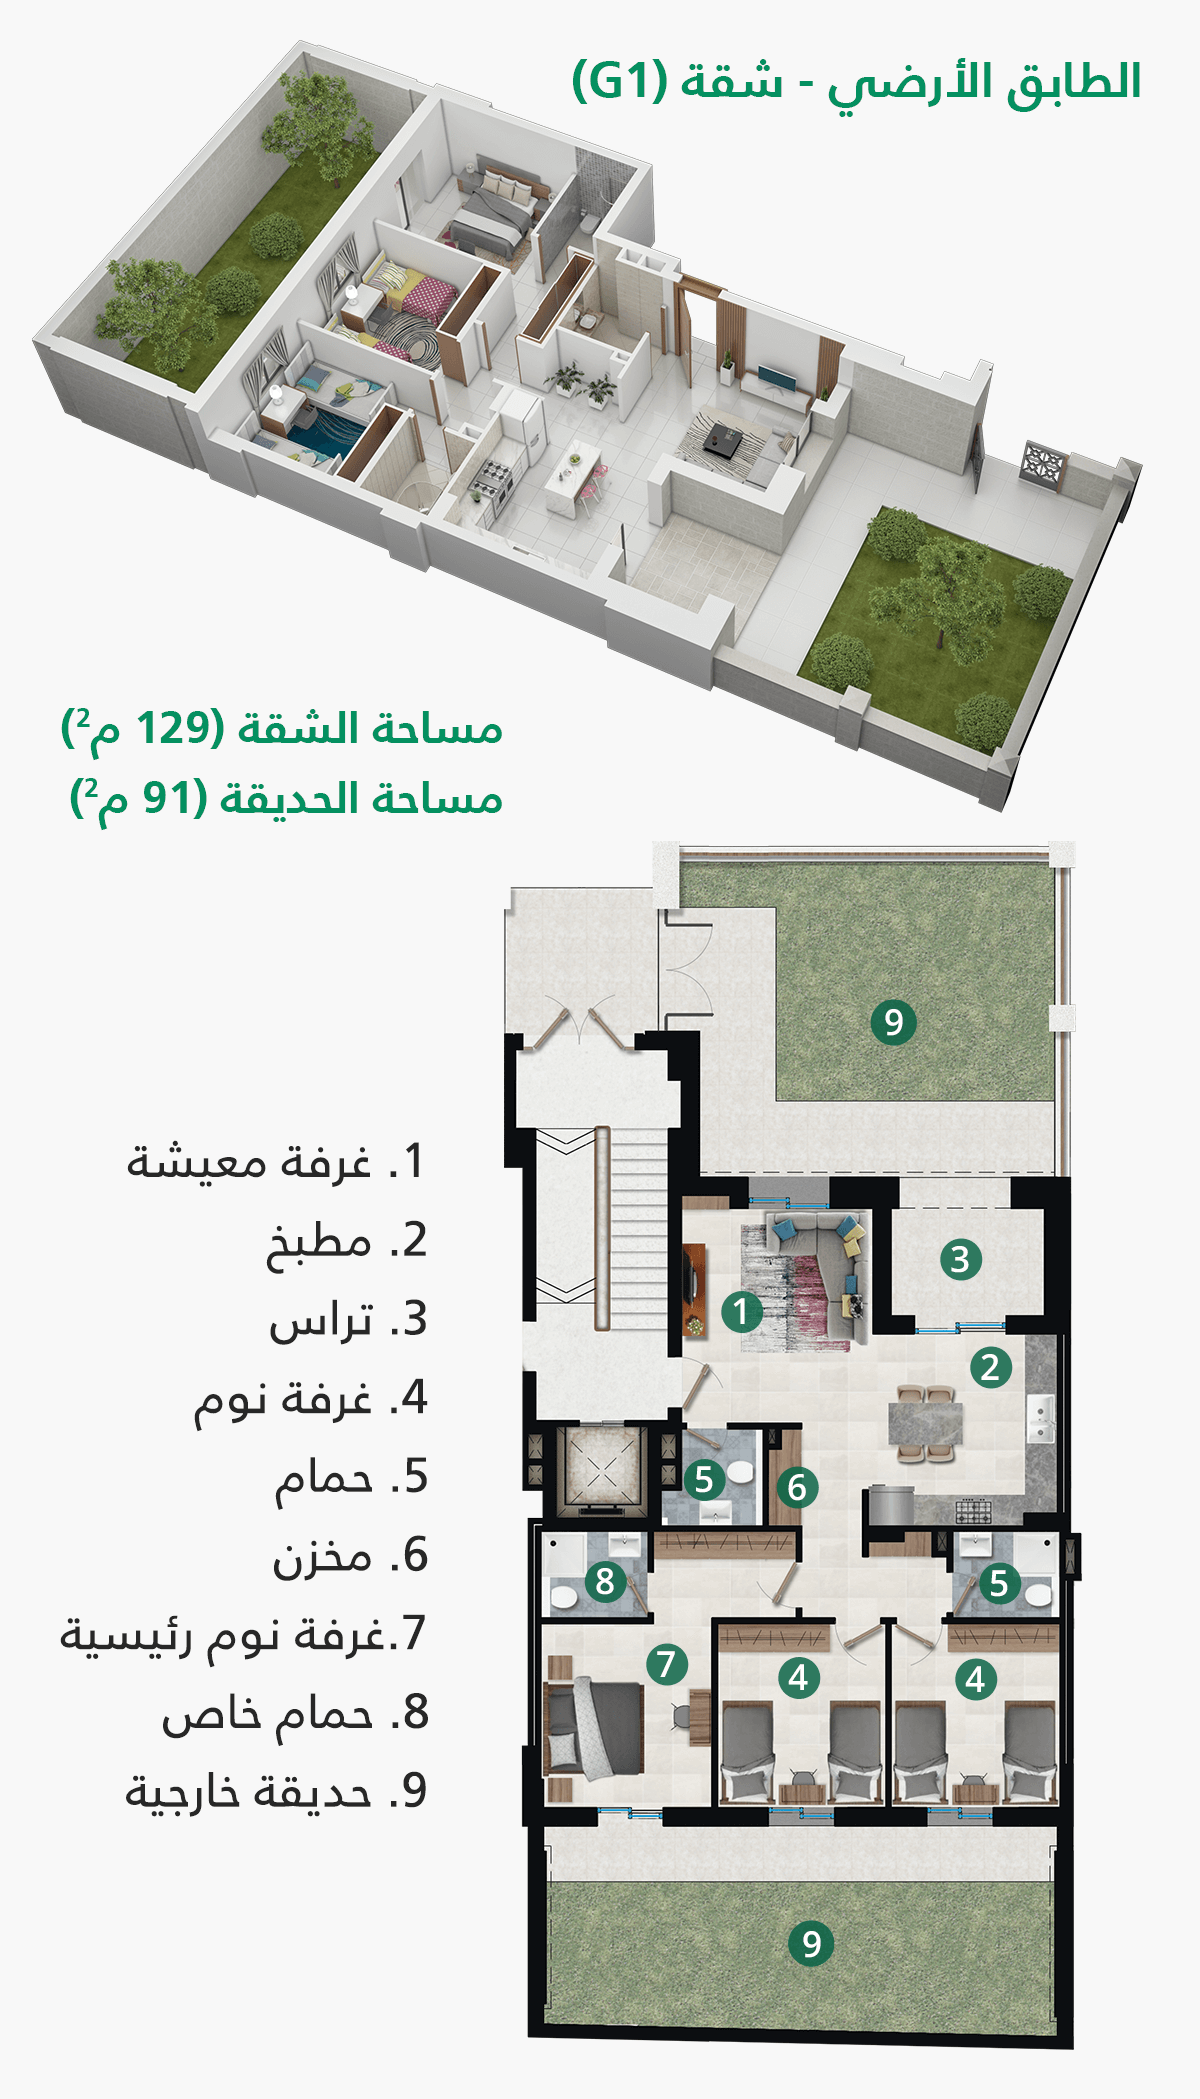 الطابق الأرضي - شقة (G1)
مساحة الشقة (129 م²)
مساحة الحديقة (91 م²)
1. غرفة معيشة
2. مطبخ
3. تراس
4. غرفة نوم
5. حمام
6. مخزن
7.غرفة نوم رئيسية
8. حمام خاص
9. حديقة خارجية
9
3
1
2
5
6
8
5
7
4
4
9